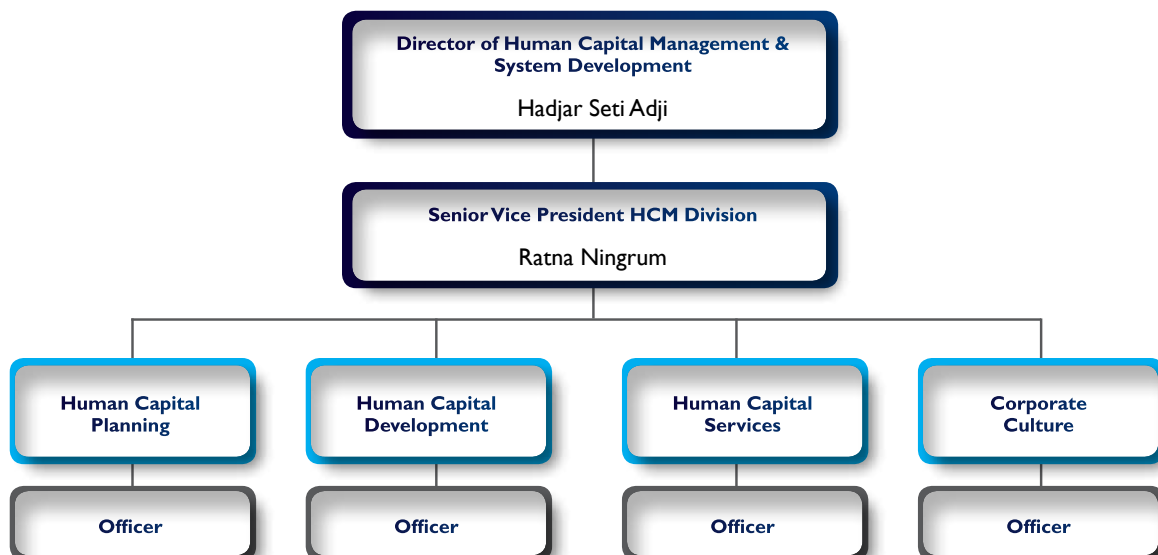 Director of Human Capital Management &
System Development
Hadjar Seti Adji
Senior Vice President HCM Division
Ratna Ningrum
Human Capital
Planning
Human Capital
Development
Human Capital
Services
Corporate
Culture
Officer
Officer
Officer
Officer